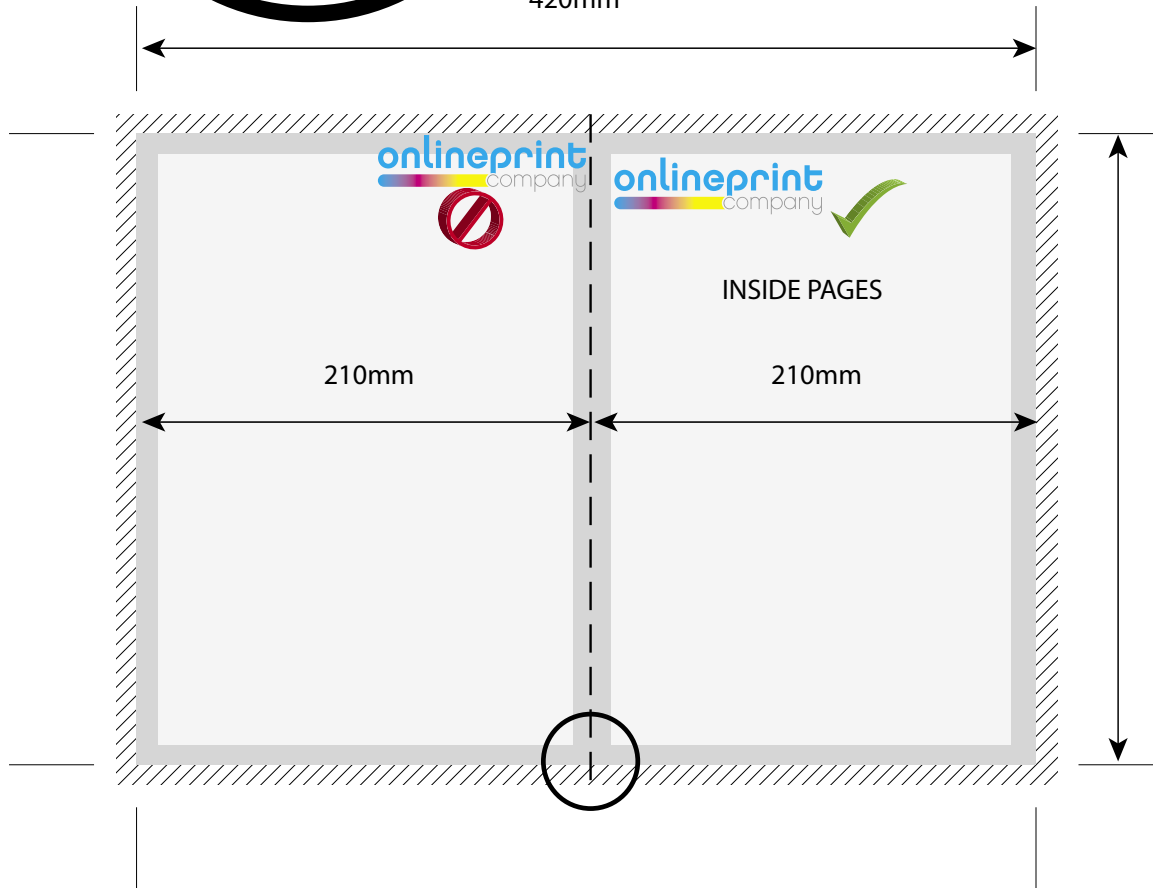 420mm
onlineprint
company
onlineprint
company
INSIDE PAGES
210mm
210mm